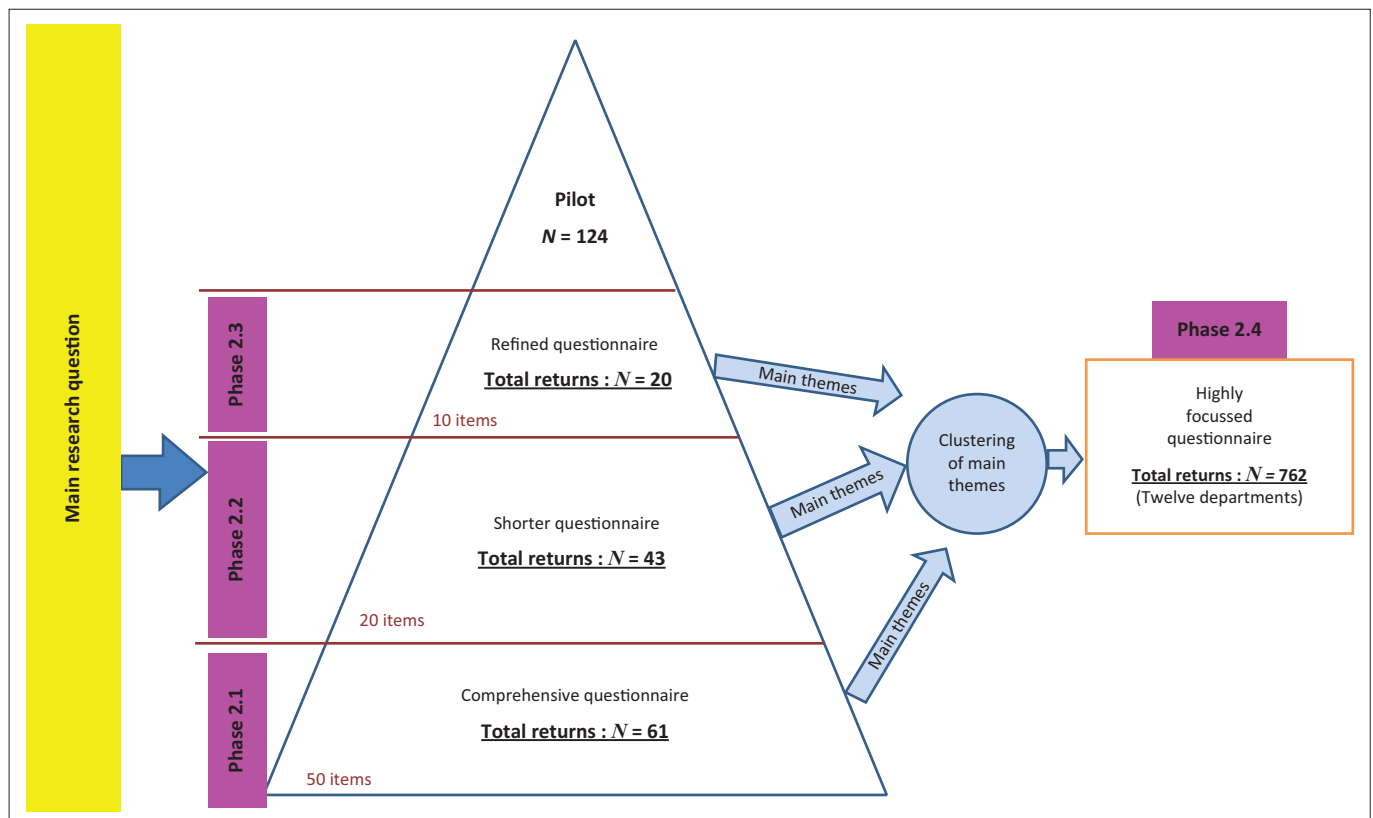 Main research question
Pilot
N = 124
Phase 2.3
Refined questionnaire
Total returns : N = 20
10 items
Phase 2.2
Shorter questionnaire
Total returns : N = 43
20 items
Phase 2.1
Comprehensive questionnaire
Total returns : N = 61
50 items
Main themes
Main themes
Main themes
Clustering
of main
themes
Phase 2.4
Highly
focussed
questionnaire
Total returns : N = 762
(Twelve departments)